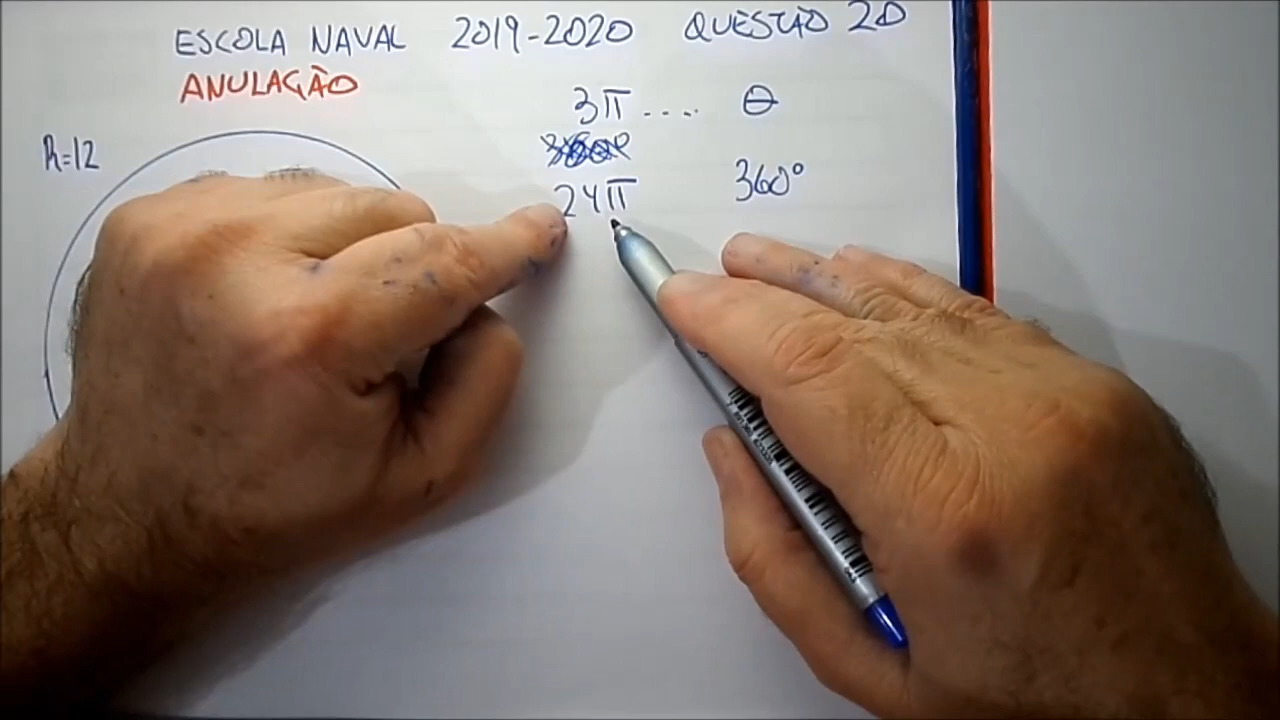 ESCOLA NAVAL 2019-2020 QUESTÃO 20
ANULAÇÃO
3π .... θ
R=12
24π 360°